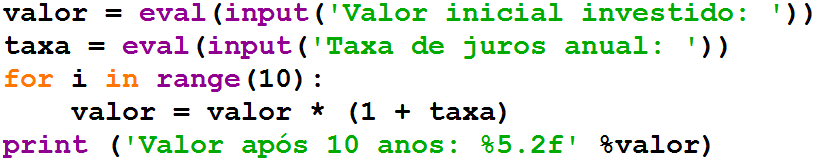 valor = eval(input('Valor inicial investido: '))
taxa = eval(input('Taxa de juros anual: '))
for i in range(10):
    valor = valor * (1 + taxa)
print ('Valor após 10 anos: %5.2f' %valor)